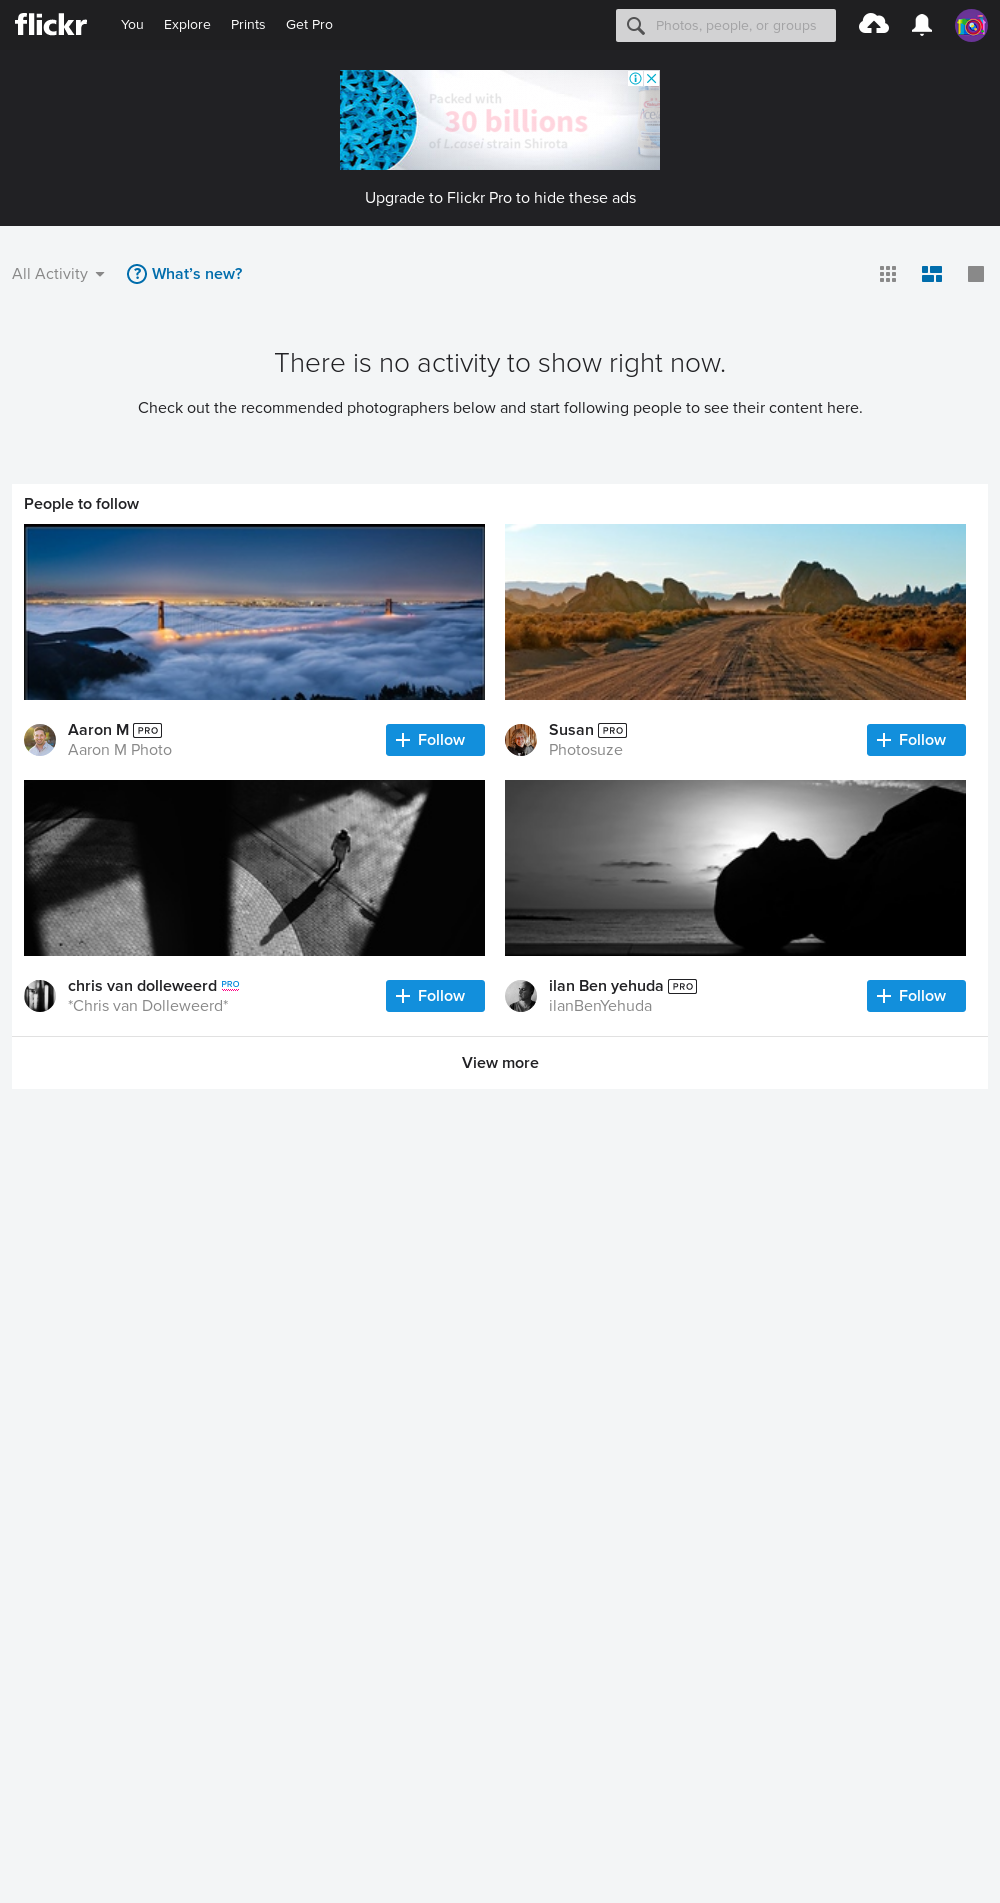 flickr
You Explore Prints Get Pro
Photos, people, or groups
Packed with
30 billions
of L.casei strain Shirota
Upgrade to Flickr Pro to hide these ads
All Activity
? What's new?
There is no activity to show right now.
Check out the recommended photographers below and start following people to see their content here.
People to follow
Aaron M PRO
Aaron M Photo
+ Follow
Susan PRO
Photosuze
+ Follow
chris van dolleweerd PRO
*Chris van Dolleweerd*
+ Follow
ilan Ben yehuda PRO
ilanBenYehuda
+ Follow
View more